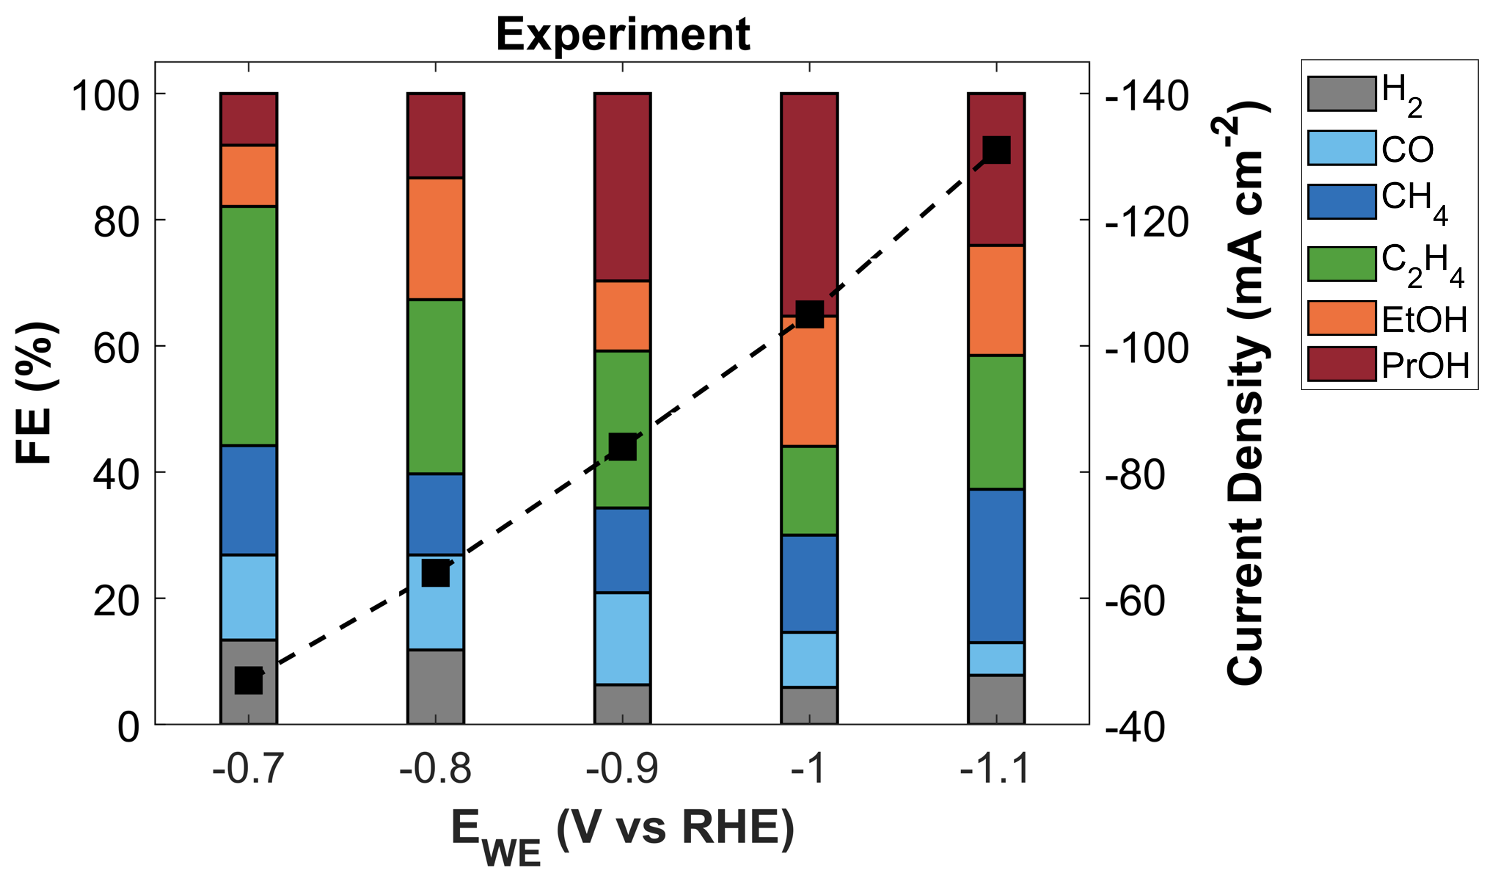 Experiment
FE (%)
100
80
60
40
20
0
-0.7
-0.8
-0.9
-1
-1.1
E_WE (V vs RHE)
-140
-120
-100
-80
-60
-40
Current Density (mA cm⁻²)
H₂
CO
CH₄
C₂H₄
EtOH
PrOH